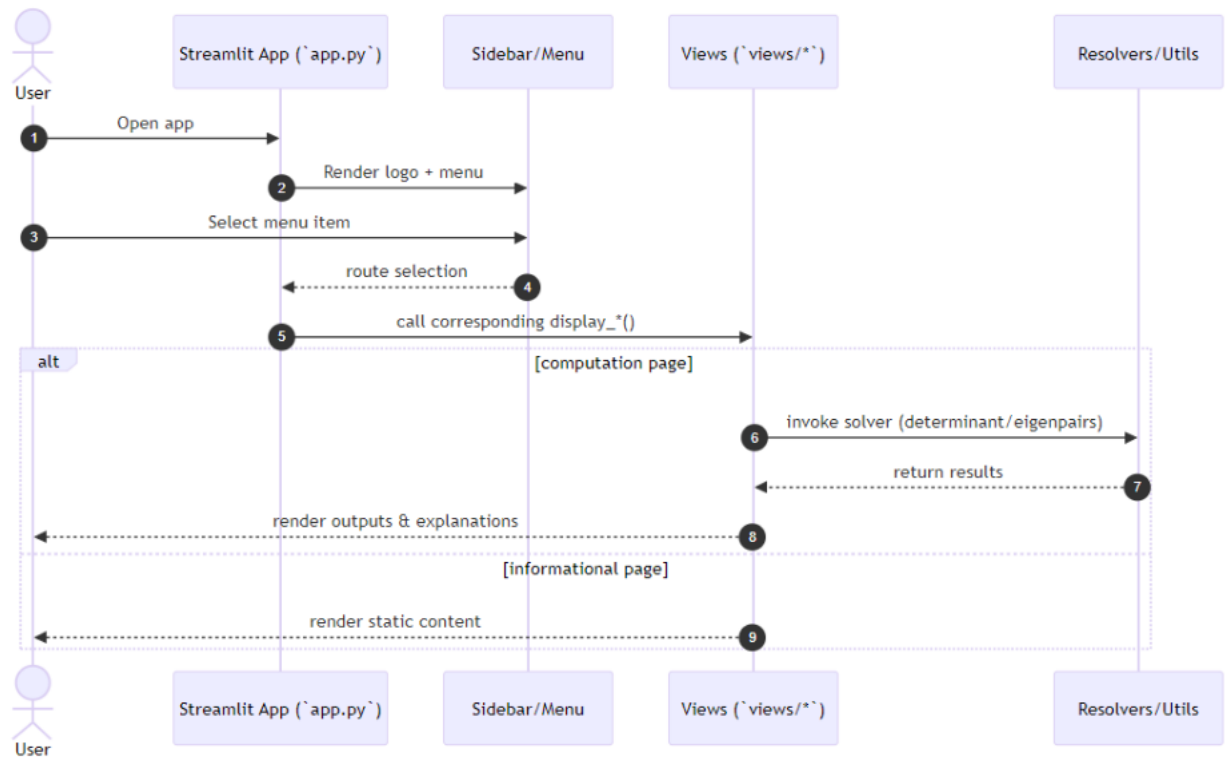 Streamlit App (`app.py`)
Sidebar/Menu
Views (`views/*`)
Resolvers/Utils
User
Open app
1
Render logo + menu
2
Select menu item
3
route selection
4
call corresponding display_*()
5
alt
[computation page]
invoke solver (determinant/eigenpairs)
6
return results
7
render outputs & explanations
8
[informational page]
render static content
9
Streamlit App (`app.py`)
Sidebar/Menu
Views (`views/*`)
Resolvers/Utils
User